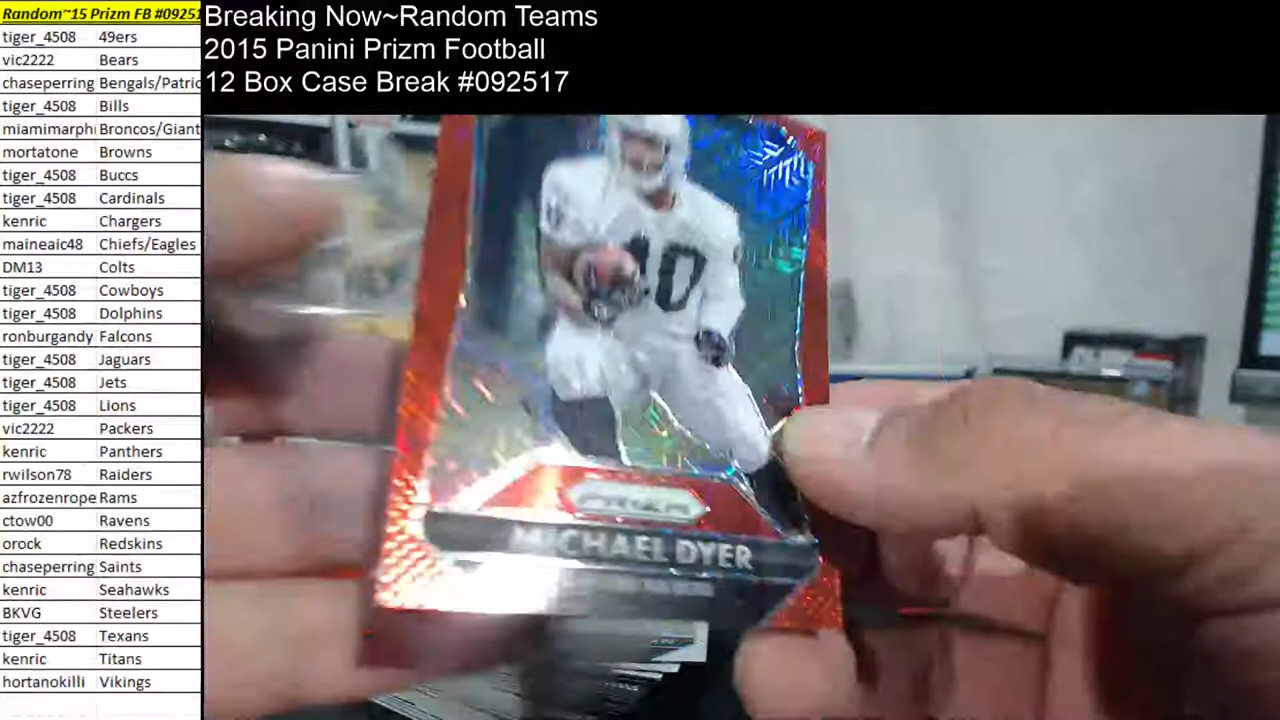 Random~15 Prizm FB #09251
tiger_4508 49ers
vic2222 Bears
chaseperring Bengals/Patric
tiger_4508 Bills
miamimarphi Broncos/Giant
mortatone Browns
tiger_4508 Buccs
tiger_4508 Cardinals
kenric Chargers
maineaic48 Chiefs/Eagles
DM13 Colts
tiger_4508 Cowboys
tiger_4508 Dolphins
ronburgandy Falcons
tiger_4508 Jaguars
tiger_4508 Jets
tiger_4508 Lions
vic2222 Packers
kenric Panthers
rwilson78 Raiders
azfrozenrope Rams
ctow00 Ravens
orock Redskins
chaseperring Saints
kenric Seahawks
BKVG Steelers
tiger_4508 Texans
kenric Titans
hortanokilli Vikings
Breaking Now~Random Teams
2015 Panini Prizm Football
12 Box Case Break #092517
PRIZM
MICHAEL DYER